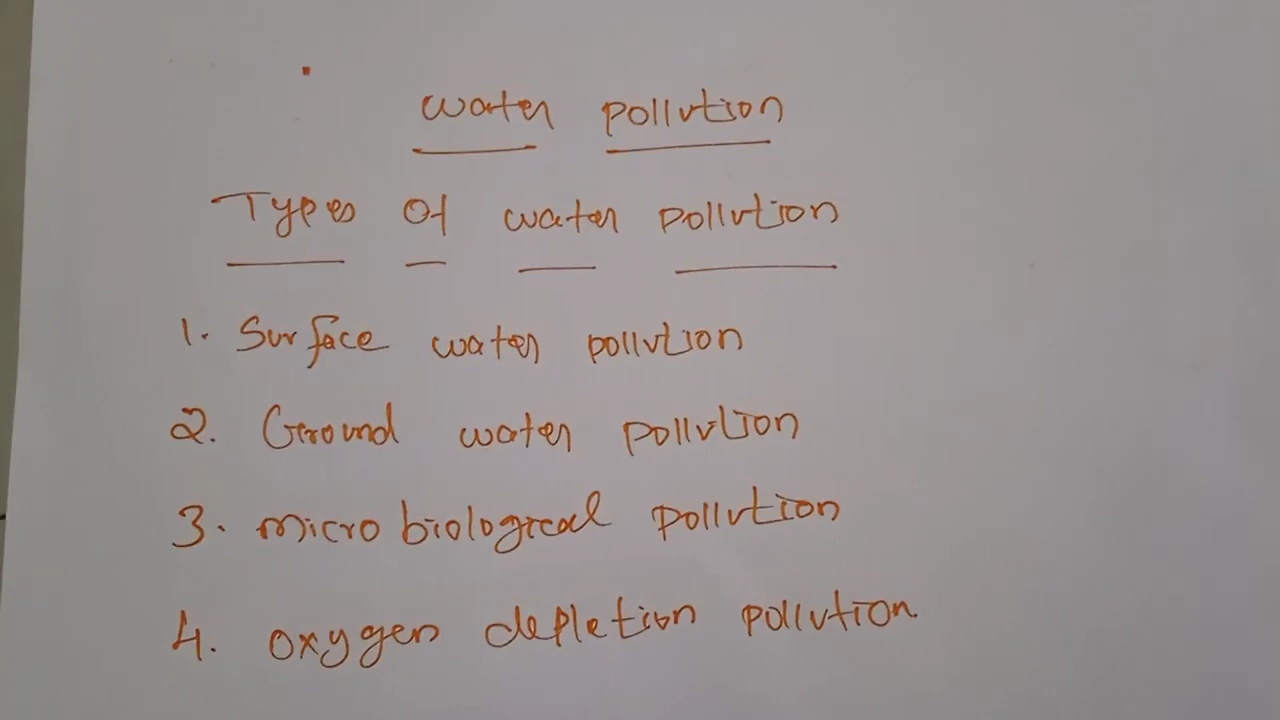 water pollution
Types of water pollution
1. Surface water pollution
2. Ground water pollution
3. micro biological pollution
4. oxygen depletion pollution